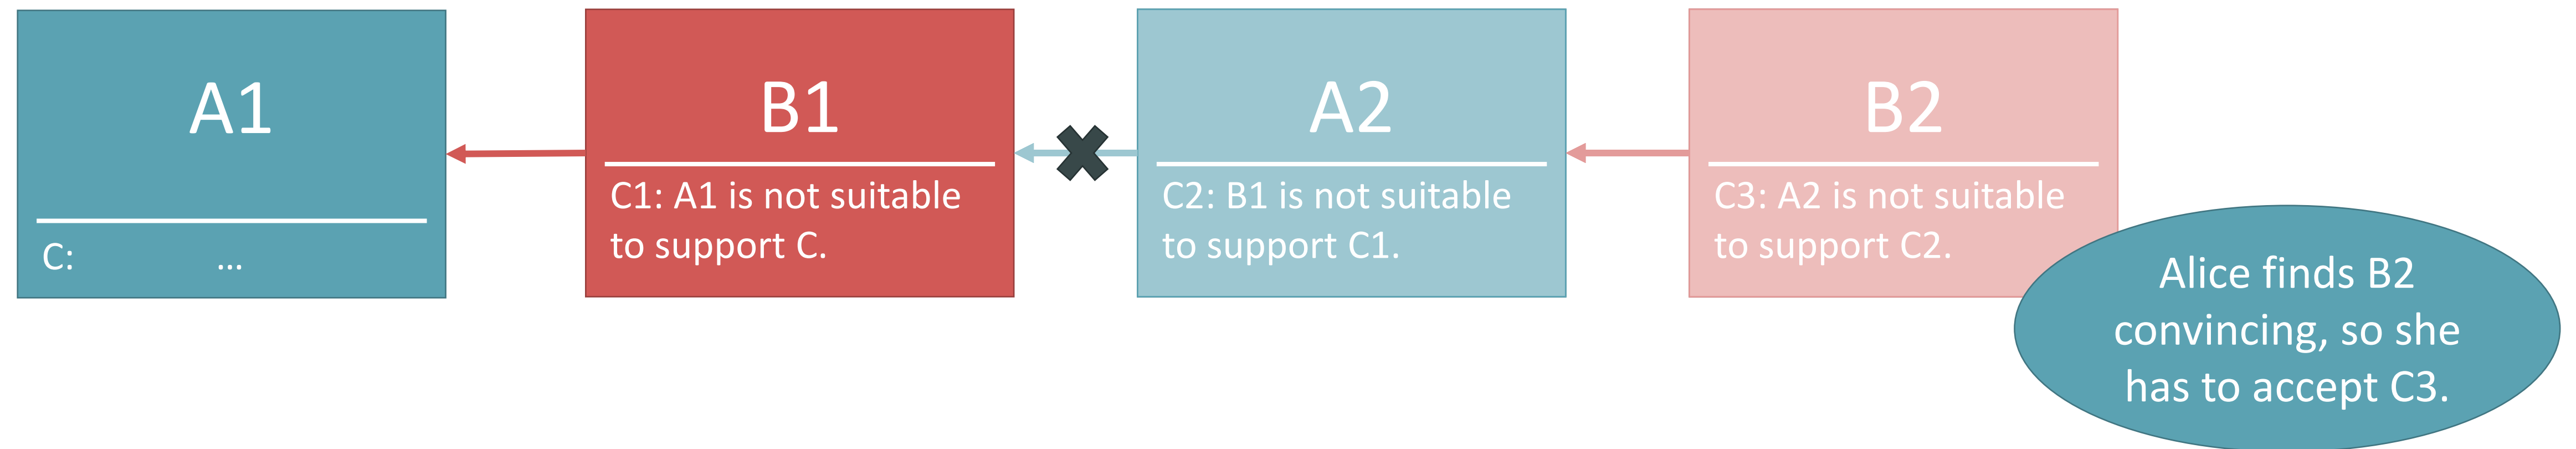 A1
C: ...
B1
C1: A1 is not suitable
to support C.
A2
C2: B1 is not suitable
to support C1.
B2
C3: A2 is not suitable
to support C2.
Alice finds B2
convincing, so she
has to accept C3.